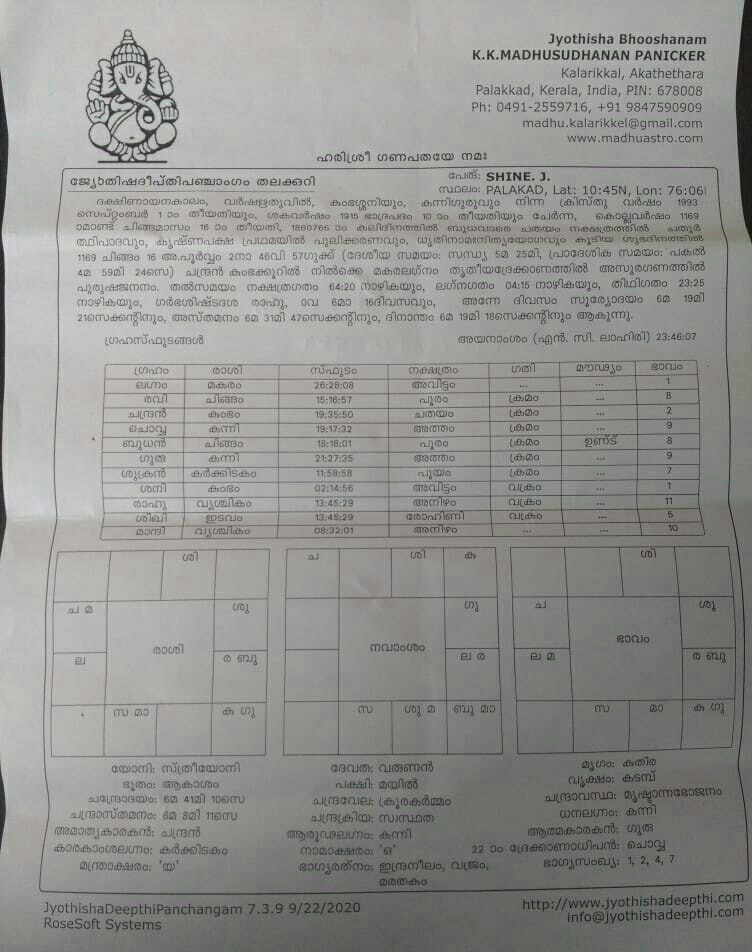 Jyothisha Bhooshanam
K.K.MADHUSUDHANAN PANICKER
Kalarikkal, Akathethara
Palakkad, Kerala, India, PIN: 678008
Ph: 0491-2559716, +91 9847590909
madhu.kalarikkel@gmail.com
www.madhuastro.com
ഹരിശ്രീ ഗണപതയേ നമഃ
ജ്യോതിഷദീപ്തിപഞ്ചാംഗം തലക്കുറി
പേര്: SHINE. J.
സ്ഥലം: PALAKAD, Lat: 10:45N, Lon: 76:06
ദക്ഷിണായനകാലം, വർഷഋതുവിൽ, കുംഭശ്ശനിയും, കന്നിഗുരുവും നിന്ന ക്രിസ്തു വർഷം 1993
സെപ്റ്റംബർ 1 ാം തീയതിയും, ശകവർഷം 1915 ഭാദ്രപദം 10 ാം തീയതിയും ചേർന്ന, കൊല്ലവർഷം 1169
ാമാണ്ട് ചിങ്ങമാസം 16 ാം തീയതി, 1860766 ാം കലിദിനത്തിൽ ബുധവാരെ ചതയം നക്ഷത്രത്തിൽ ചതുർ
ത്ഥിപാദവും, കൃഷ്ണപക്ഷ പ്രഥമയിൽ പുലിക്കരണവും, ധൃതിനാമനിത്യയോഗവും കൂടിയ ശുഭദിനത്തിൽ
1169 ചിങ്ങം 16 അ.പൂർവ്വം 2നാ 46വി 57ഗുക്ക് (ദേശീയ സമയം: സന്ധ്യ 5മ 25മി, പ്രാദേശിക സമയം: പകൽ
4മ 59മി 24സെ) ചന്ദ്രൻ കുംഭക്കൂറിൽ നിൽക്കെ മകരലഗ്നം തൃതീയദ്രേക്കാണത്തിൽ അസുരഗണത്തിൽ
പുരുഷജനനം. തൽസമയം നക്ഷത്രഗതം 64:20 നാഴികയും, ലഗ്നഗതം 04:15 നാഴികയും, തിഥിഗതം 23:25
നാഴികയും, ഗർഭശിഷ്ടദശ രാഹു, 0വ 6മാ 16ദിവസവും, അന്നേ ദിവസം സൂര്യോദയം 6മ 19മി
21സെക്കന്റിനും, അസ്തമനം 6മ 31മി 47സെക്കന്റിനും, ദിനാന്തം 6മ 19മി 18സെക്കന്റിനും ആകുന്നു.
ഗ്രഹസ്ഫുടങ്ങൾ അയനാംശം (എൻ. സി. ലാഹിരി) 23:46:07
ഗ്രഹം രാശി സ്ഫുടം നക്ഷത്രം ഗതി മൗഢ്യം ഭാവം
ലഗ്നം മകരം 26:28:08 അവിട്ടം ... ... 1
രവി ചിങ്ങം 15:16:57 പൂരം ക്രമം ... 8
ചന്ദ്രൻ കുംഭം 19:35:50 ചതയം ക്രമം ... 2
ചൊവ്വ കന്നി 19:17:32 അത്തം ക്രമം ... 9
ബുധൻ ചിങ്ങം 18:18:01 പൂരം ക്രമം ഉണ്ട് 8
ഗുരു കന്നി 21:27:35 അത്തം ക്രമം ... 9
ശുക്രൻ കർക്കിടകം 11:58:58 പൂയം ക്രമം ... 7
ശനി കുംഭം 02:14:56 അവിട്ടം വക്രം ... 1
രാഹു വൃശ്ചികം 13:45:29 അനിഴം വക്രം ... 11
ശിഖി ഇടവം 13:45:29 രോഹിണി വക്രം ... 5
മാന്ദി വൃശ്ചികം 08:32:01 അനിഴം ... ... 10
ശി
ച മ ശു
രാശി
ല ര ബു
സ മാ കു ഗു
ച ശി കു
ഗു
നവാംശം
ല ര
സ ശു മ ബു മാ
ശി
ച ശു
ഭാവം
ല മ ര ബു
സ മാ കു ഗു
യോനി: സ്ത്രീയോനി ദേവത: വരുണൻ മൃഗം: കുതിര
ഭൂതം: ആകാശം പക്ഷി: മയിൽ വൃക്ഷം: കടമ്പ്
ചന്ദ്രോദയം: 6മ 41മി 10സെ ചന്ദ്രവേല: ക്രൂരകർമ്മം ചന്ദ്രാവസ്ഥ: മൃഷ്ടാന്നഭോജനം
ചന്ദ്രാസ്തമനം: 6മ 8മി 11സെ ചന്ദ്രക്രിയ: സ്വസ്ഥത ധനലഗ്നം: കന്നി
അമാത്യകാരകൻ: ചന്ദ്രൻ ആരൂഢലഗ്നം: കന്നി ആത്മകാരകൻ: ഗുരു
കാരകാംശലഗ്നം: കർക്കിടകം നാമാക്ഷരം: 'ഒ' 22 ാം ദ്രേക്കാണാധിപൻ: ചൊവ്വ
മന്ത്രാക്ഷരം: 'യ' ഭാഗ്യരത്നം: ഇന്ദ്രനീലം, വജ്രം, ഭാഗ്യസംഖ്യ: 1, 2, 4, 7
മരതകം
JyothishaDeepthiPanchangam 7.3.9 9/22/2020 http://www.jyothishadeepthi.com
RoseSoft Systems info@jyothishadeepthi.com